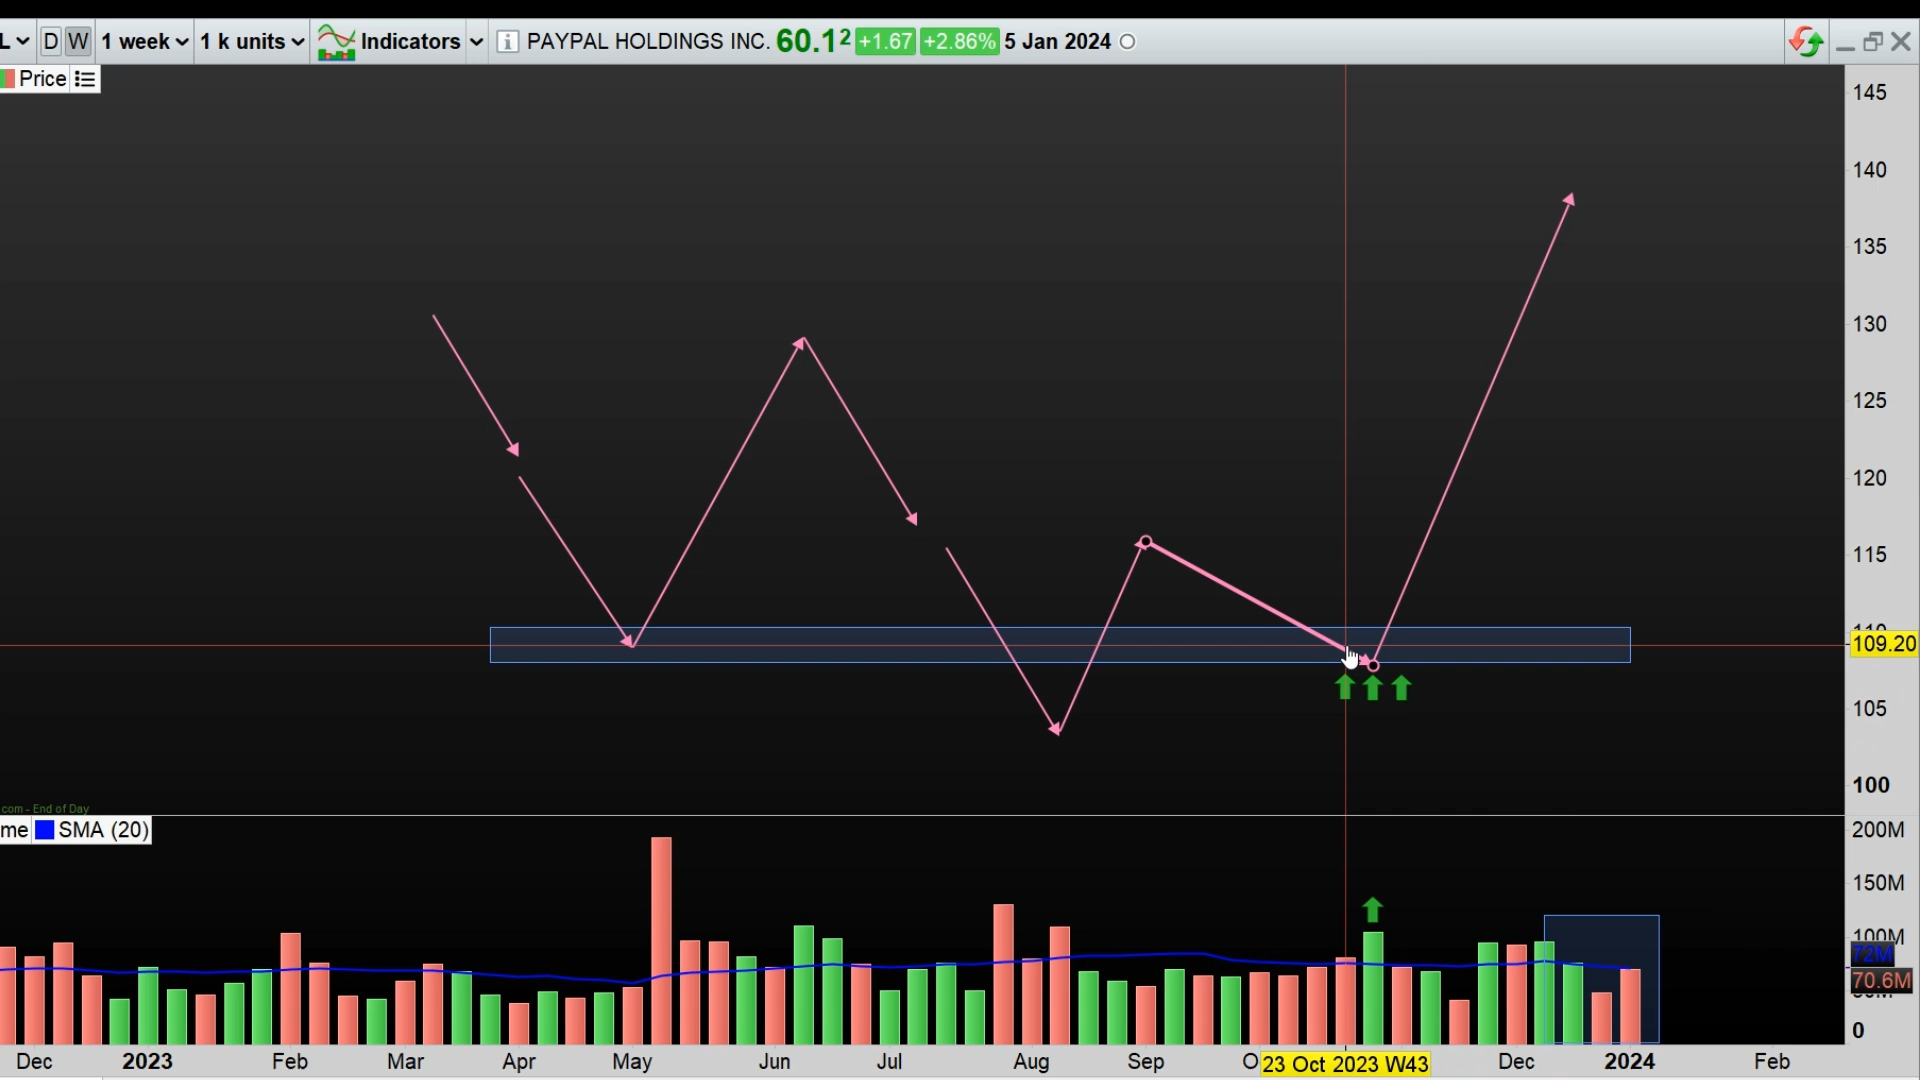 L D W 1 week 1 k units Indicators i PAYPAL HOLDINGS INC. 60.12 +1.67 +2.86% 5 Jan 2024
Price
145
140
135
130
125
120
115
109.20
105
100
com - End of Day
me SMA (20)
200M
150M
100M
72M
70.6M
0
Dec 2023 Feb Mar Apr May Jun Jul Aug Sep O 23 Oct 2023 W43 Dec 2024 Feb